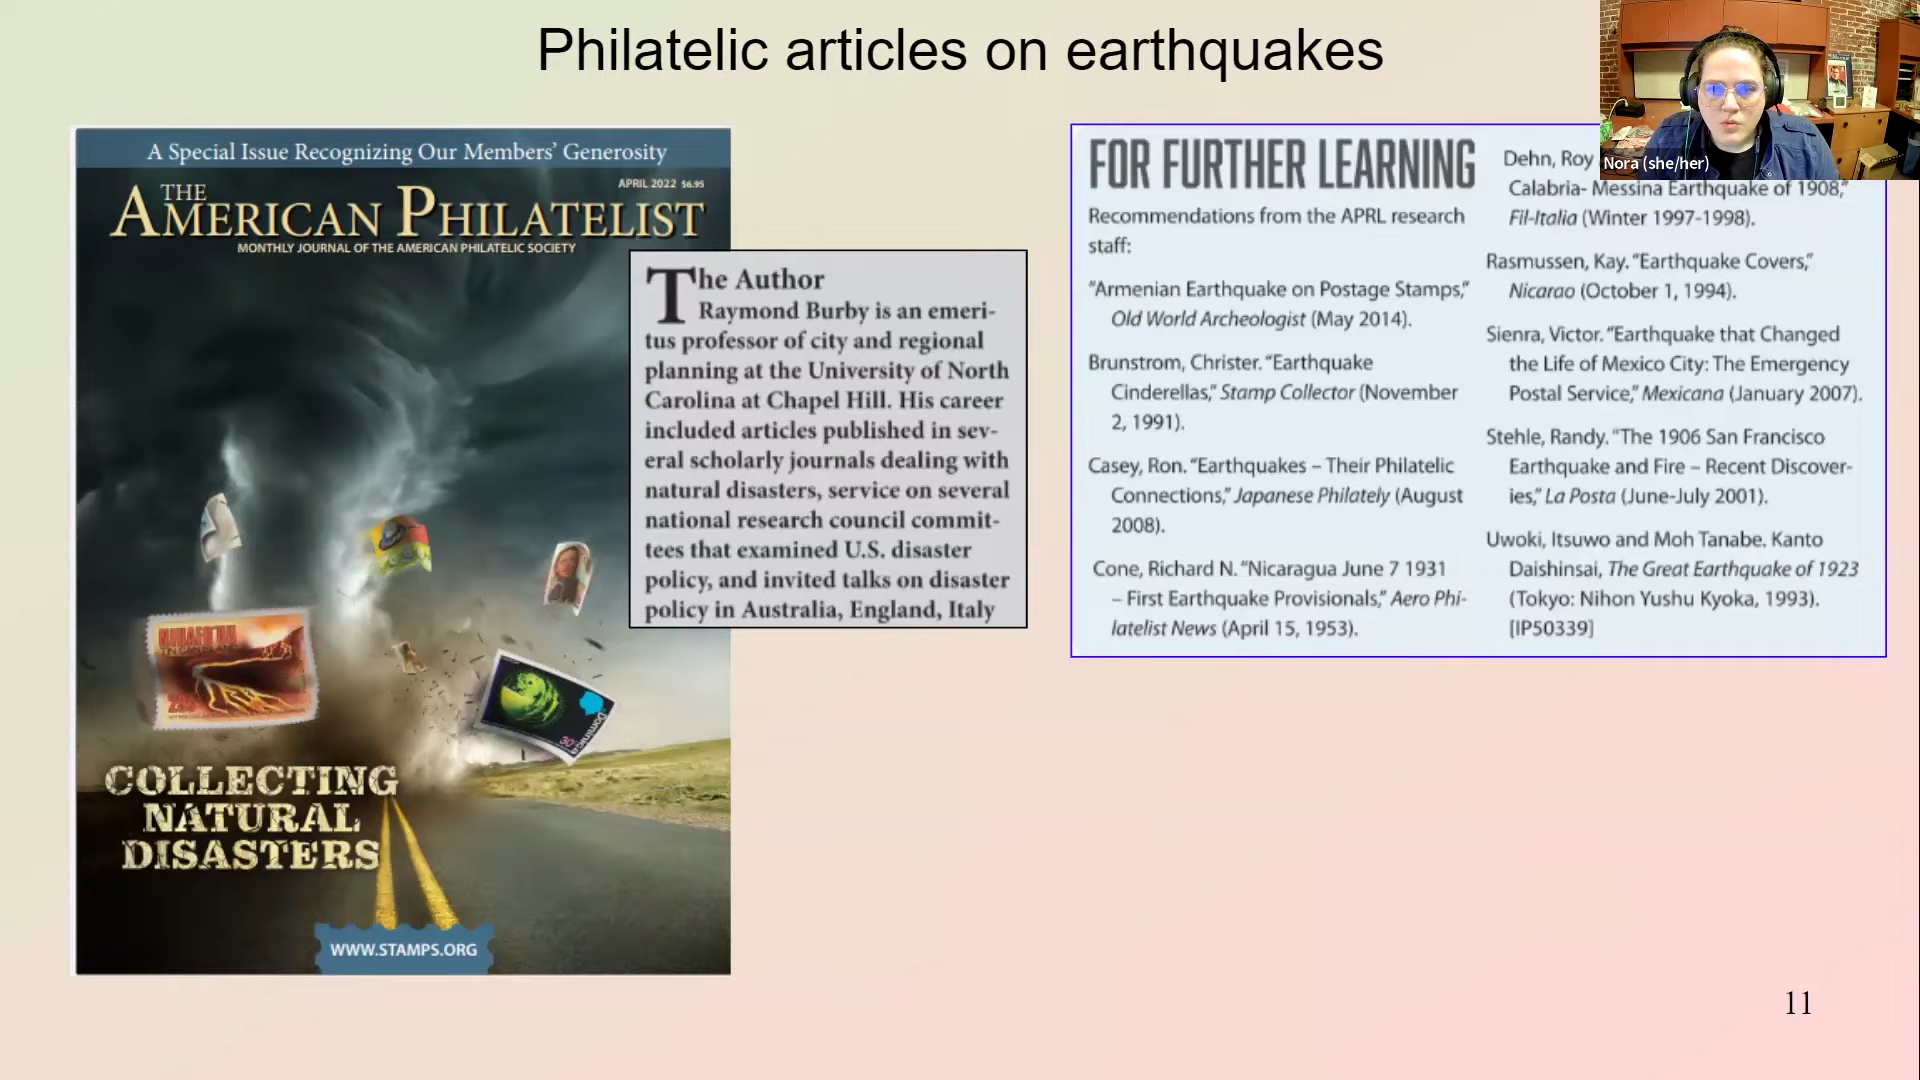 Philatelic articles on earthquakes
A Special Issue Recognizing Our Members' Generosity
APRIL 2022 $6.95
THE
AMERICAN PHILATELIST
MONTHLY JOURNAL OF THE AMERICAN PHILATELIC SOCIETY
COLLECTING
NATURAL
DISASTERS
WWW.STAMPS.ORG
Dominica
The Author
Raymond Burby is an emeri-
tus professor of city and regional
planning at the University of North
Carolina at Chapel Hill. His career
included articles published in sev-
eral scholarly journals dealing with
natural disasters, service on several
national research council commit-
tees that examined U.S. disaster
policy, and invited talks on disaster
policy in Australia, England, Italy
FOR FURTHER LEARNING
Recommendations from the APRL research
staff:
"Armenian Earthquake on Postage Stamps,"
Old World Archeologist (May 2014).
Brunstrom, Christer. "Earthquake
Cinderellas," Stamp Collector (November
2, 1991).
Casey, Ron. "Earthquakes – Their Philatelic
Connections," Japanese Philately (August
2008).
Cone, Richard N. "Nicaragua June 7 1931
– First Earthquake Provisionals," Aero Phi-
latelist News (April 15, 1953).
Dehn, Roy
Calabria- Messina Earthquake of 1908,"
Fil-Italia (Winter 1997-1998).
Rasmussen, Kay. "Earthquake Covers,"
Nicarao (October 1, 1994).
Sienra, Victor. "Earthquake that Changed
the Life of Mexico City: The Emergency
Postal Service," Mexicana (January 2007).
Stehle, Randy. "The 1906 San Francisco
Earthquake and Fire – Recent Discover-
ies," La Posta (June-July 2001).
Uwoki, Itsuwo and Moh Tanabe. Kanto
Daishinsai, The Great Earthquake of 1923
(Tokyo: Nihon Yushu Kyoka, 1993).
[IP50339]
Nora (she/her)
11